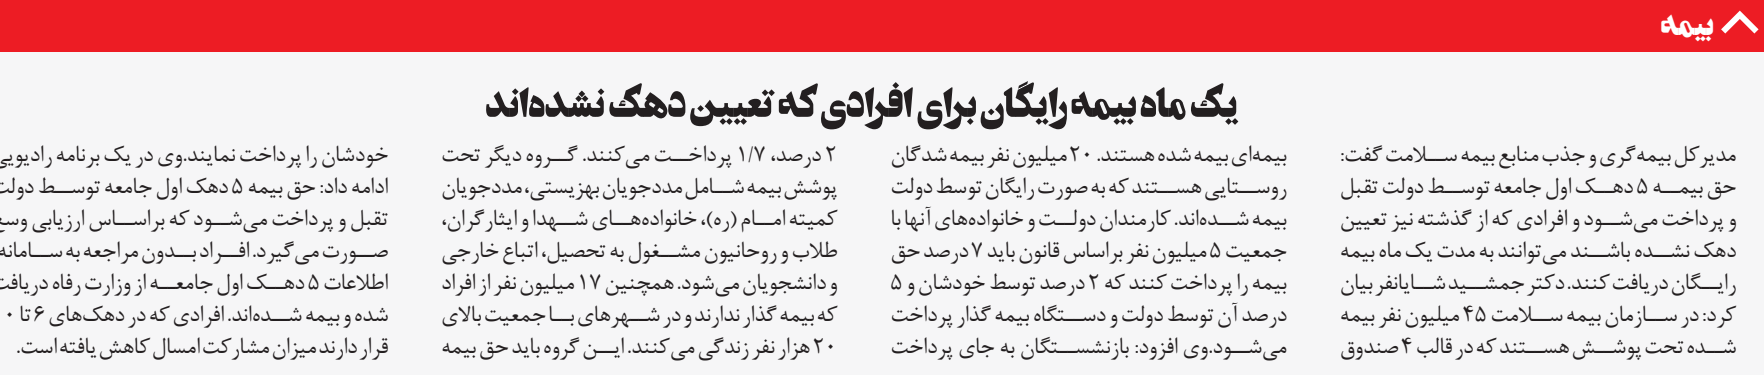 بیمه
یک ماه بیمه رایگان برای افرادی که تعیین دهک نشده‌اند
مدیر کل بیمه‌گری و جذب منابع بیمه سلامت گفت:
حق بیمه ۵ دهک اول جامعه توسط دولت تقبل
و پرداخت می‌شود و افرادی که از گذشته نیز تعیین
دهک نشده باشند می‌توانند به مدت یک ماه بیمه
رایگان دریافت کنند. دکتر جمشید شایانفر بیان
کرد: در سازمان بیمه سلامت ۴۵ میلیون نفر بیمه
شده تحت پوشش هستند که در قالب ۴ صندوق
بیمه‌ای بیمه شده هستند. ۲۰ میلیون نفر بیمه شدگان
روستایی هستند که به صورت رایگان توسط دولت
بیمه شده‌اند. کارمندان دولت و خانواده‌های آنها با
جمعیت ۵ میلیون نفر براساس قانون باید ۷ درصد حق
بیمه را پرداخت کنند که ۲ درصد توسط خودشان و ۵
درصد آن توسط دولت و دستگاه بیمه گذار پرداخت
می‌شود.وی افزود: بازنشستگان به جای پرداخت
۲ درصد، ۱/۷ پرداخت می‌کنند. گروه دیگر تحت
پوشش بیمه شامل مددجویان بهزیستی، مددجویان
کمیته امام (ره)، خانواده‌های شهدا و ایثارگران،
طلاب و روحانیون مشغول به تحصیل، اتباع خارجی
و دانشجویان می‌شود. همچنین ۱۷ میلیون نفر از افراد
که بیمه گذار ندارند و در شهرهای با جمعیت بالای
۲۰ هزار نفر زندگی می‌کنند. این گروه باید حق بیمه
خودشان را پرداخت نمایند.وی در یک برنامه رادیویی
ادامه داد: حق بیمه ۵ دهک اول جامعه توسط دولت
تقبل و پرداخت می‌شود که براساس ارزیابی
صورت می‌گیرد. افراد بدون مراجعه به سامانه
اطلاعات ۵ دهک اول جامعه از وزارت رفاه دریافت
شده و بیمه شده‌اند. افرادی که در دهک‌های ۶ تا
قرار دارند میزان مشارکت امسال کاهش یافته است.